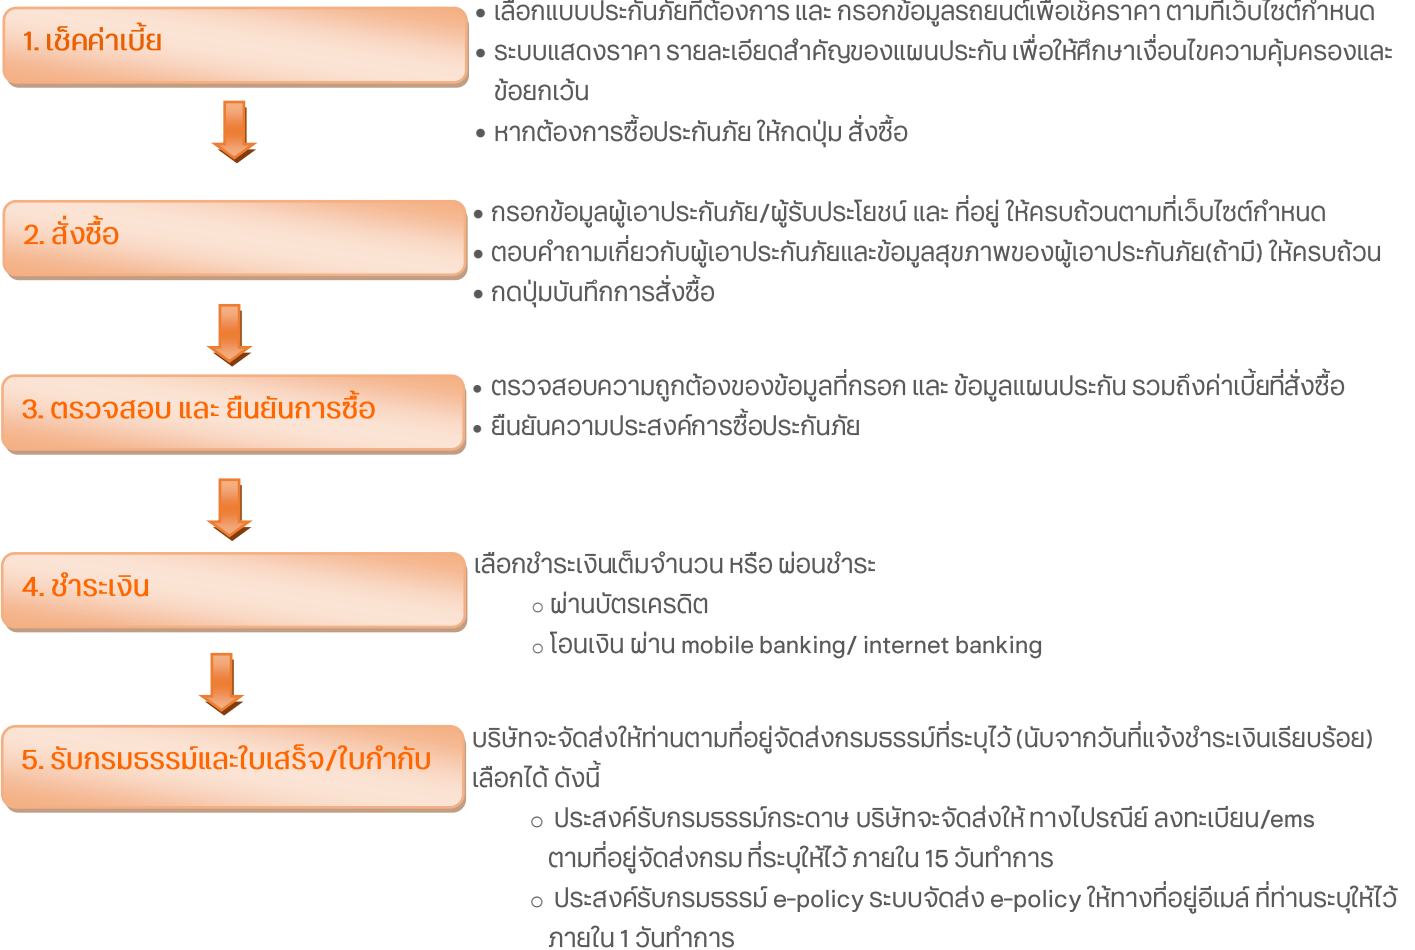 1. เช็คค่าเบี้ย
• เลือกแบบประกันภัยที่ต้องการ และ กรอกข้อมูลรถยนต์เพื่อเช็คราคา ตามที่เว็บไซต์กำหนด
• ระบบแสดงราคา รายละเอียดสำคัญของแผนประกัน เพื่อให้ศึกษาเงื่อนไขความคุ้มครองและ
ข้อยกเว้น
• หากต้องการซื้อประกันภัย ให้กดปุ่ม สั่งซื้อ
2. สั่งซื้อ
• กรอกข้อมูลผู้เอาประกันภัย/ผู้รับประโยชน์ และ ที่อยู่ ให้ครบถ้วนตามที่เว็บไซต์กำหนด
• ตอบคำถามเกี่ยวกับผู้เอาประกันภัยและข้อมูลสุขภาพของผู้เอาประกันภัย(ถ้ามี) ให้ครบถ้วน
• กดปุ่มบันทึกการสั่งซื้อ
3. ตรวจสอบ และ ยืนยันการซื้อ
• ตรวจสอบความถูกต้องของข้อมูลที่กรอก และ ข้อมูลแผนประกัน รวมถึงค่าเบี้ยที่สั่งซื้อ
• ยืนยันความประสงค์การซื้อประกันภัย
4. ชำระเงิน
เลือกชำระเงินเต็มจำนวน หรือ ผ่อนชำระ
○ ผ่านบัตรเครดิต
○ โอนเงิน ผ่าน mobile banking/ internet banking
5. รับกรมธรรม์และใบเสร็จ/ใบกำกับ
บริษัทจะจัดส่งให้ท่านตามที่อยู่จัดส่งกรมธรรม์ที่ระบุไว้ (นับจากวันที่แจ้งชำระเงินเรียบร้อย)
เลือกได้ ดังนี้
○ ประสงค์รับกรมธรรม์กระดาษ บริษัทจะจัดส่งให้ ทางไปรณีย์ ลงทะเบียน/ems
ตามที่อยู่จัดส่งกรม ที่ระบุให้ไว้ ภายใน 15 วันทำการ
○ ประสงค์รับกรมธรรม์ e-policy ระบบจัดส่ง e-policy ให้ทางที่อยู่อีเมล์ ที่ท่านระบุให้ไว้
ภายใน 1 วันทำการ